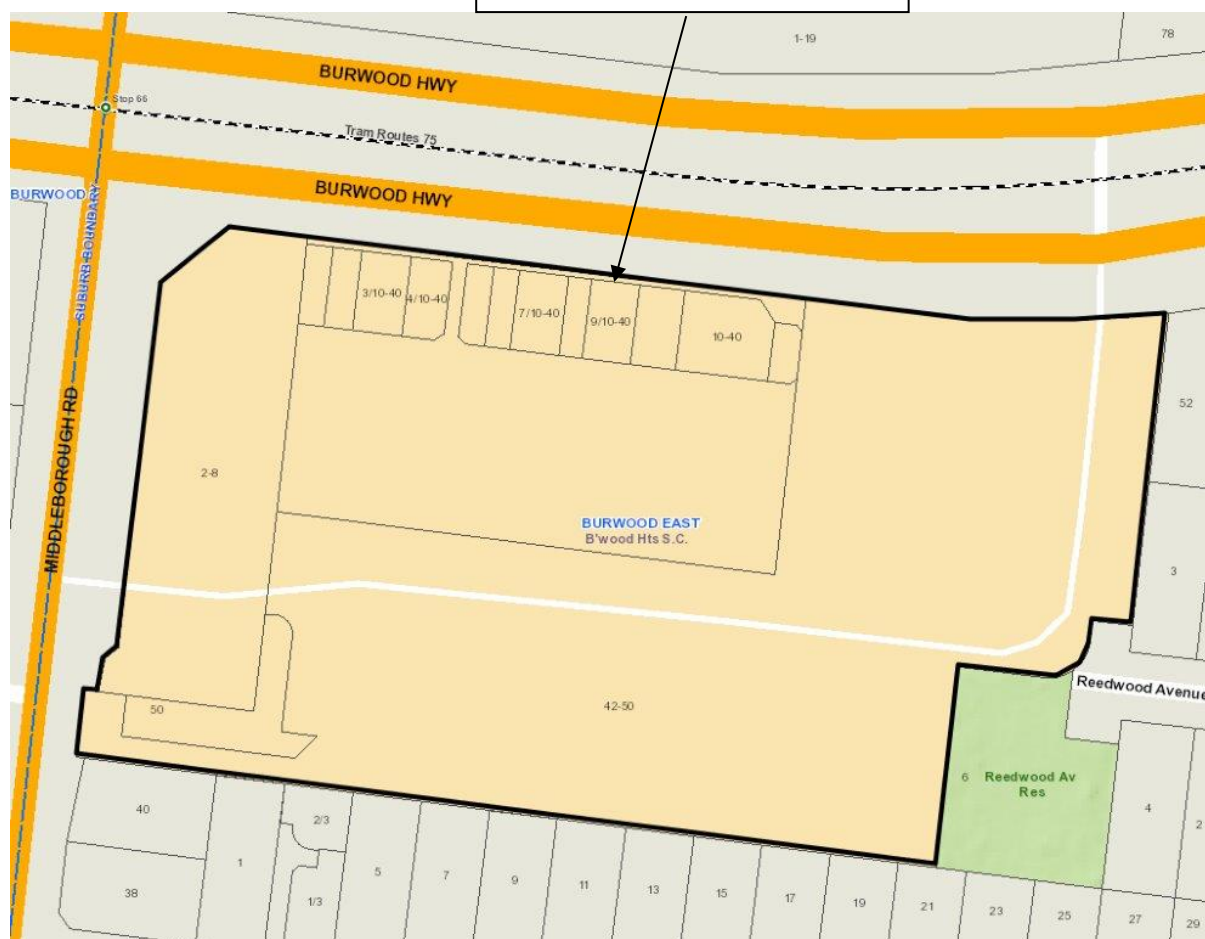 1-19
78
BURWOOD HWY
Stop 66
Tram Routes 75
BURWOOD
BURWOOD HWY
SUBURB BOUNDARY
3/10-40
4/10-40
7/10-40
9/10-40
10-40
52
MIDDLEBOROUGH RD
2-8
BURWOOD EAST
B'wood Hts S.C.
3
Reedwood Avenue
50
42-50
6
Reedwood Av
Res
40
2/3
4
2
38
1
1/3
5
7
9
11
13
15
17
19
21
23
25
27
29